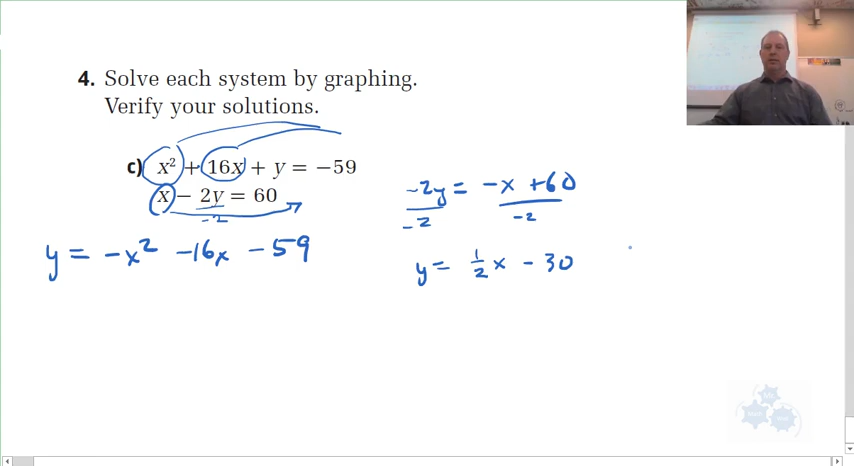 4. Solve each system by graphing.
Verify your solutions.
c) x² + 16x + y = −59
x − 2y = 60
-2
y = -x² -16x -59
-2y = -x +60
-2 -2
y = 1/2 x - 30